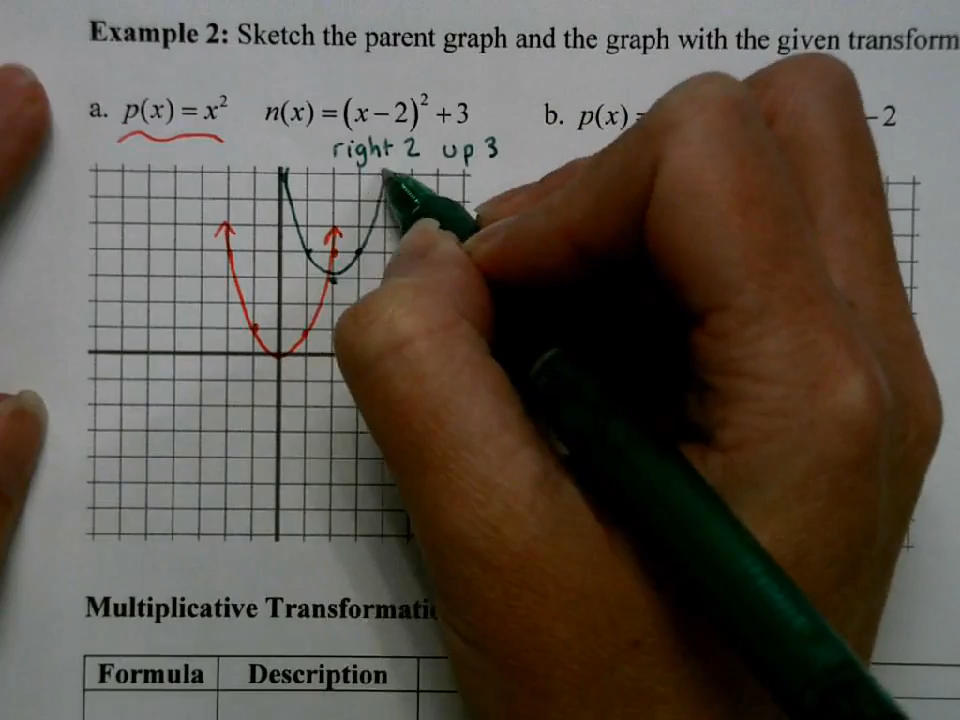 Example 2: Sketch the parent graph and the graph with the given transform
a. p(x) = x² n(x) = (x − 2)² + 3 b. p(x) = −2
right 2 up 3
Multiplicative
Formula Description